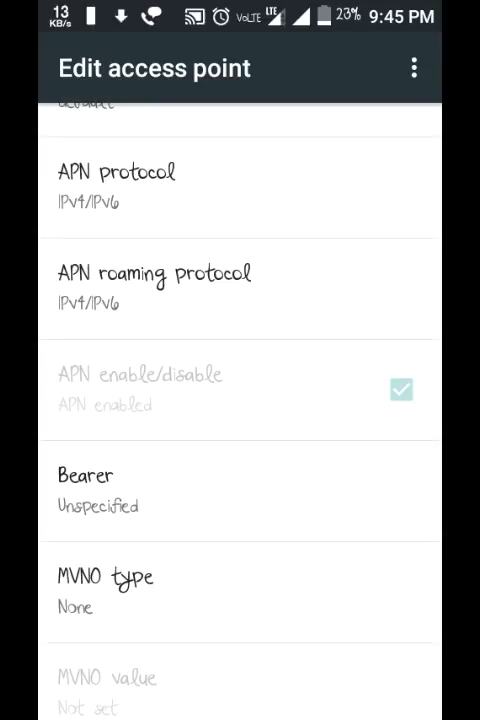 13
KB/s
VoLTE
LTE
23%
9:45 PM
Edit access point
default
APN protocol
IPv4/IPv6
APN roaming protocol
IPv4/IPv6
APN enable/disable
APN enabled
Bearer
Unspecified
MVNO type
None
MVNO value
Not set